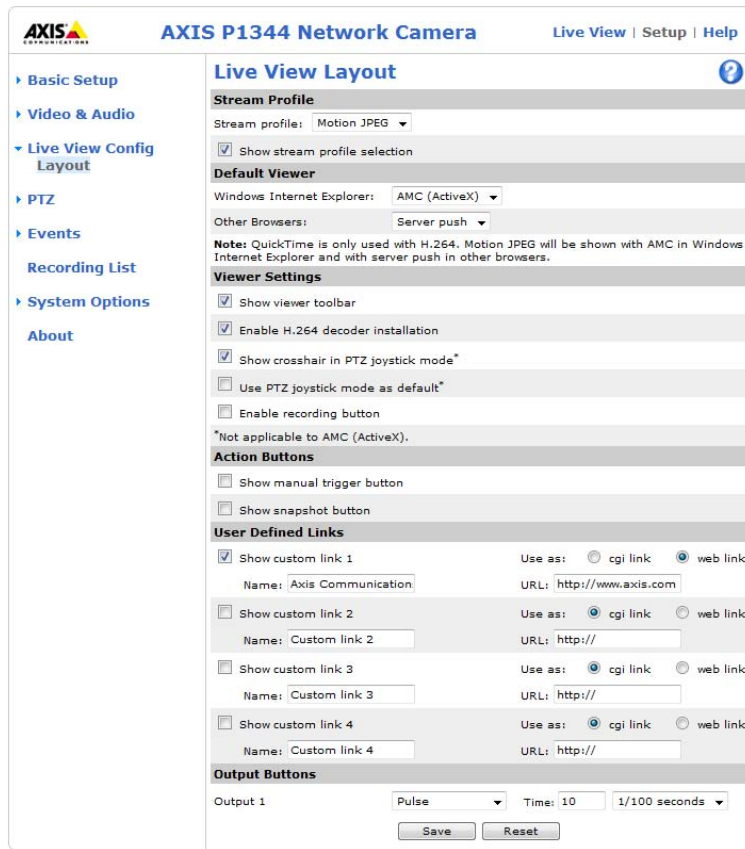 AXIS
COMMUNICATIONS
AXIS P1344 Network Camera
Live View | Setup | Help
Basic Setup
Video & Audio
Live View Config
Layout
PTZ
Events
Recording List
System Options
About
Live View Layout
?
Stream Profile
Stream profile: Motion JPEG
Show stream profile selection
Default Viewer
Windows Internet Explorer: AMC (ActiveX)
Other Browsers: Server push
Note: QuickTime is only used with H.264. Motion JPEG will be shown with AMC in Windows
Internet Explorer and with server push in other browsers.
Viewer Settings
Show viewer toolbar
Enable H.264 decoder installation
Show crosshair in PTZ joystick mode*
Use PTZ joystick mode as default*
Enable recording button
*Not applicable to AMC (ActiveX).
Action Buttons
Show manual trigger button
Show snapshot button
User Defined Links
Show custom link 1 Use as: cgi link web link
Name: Axis Communication URL: http://www.axis.com
Show custom link 2 Use as: cgi link web link
Name: Custom link 2 URL: http://
Show custom link 3 Use as: cgi link web link
Name: Custom link 3 URL: http://
Show custom link 4 Use as: cgi link web link
Name: Custom link 4 URL: http://
Output Buttons
Output 1 Pulse Time: 10 1/100 seconds
Save Reset